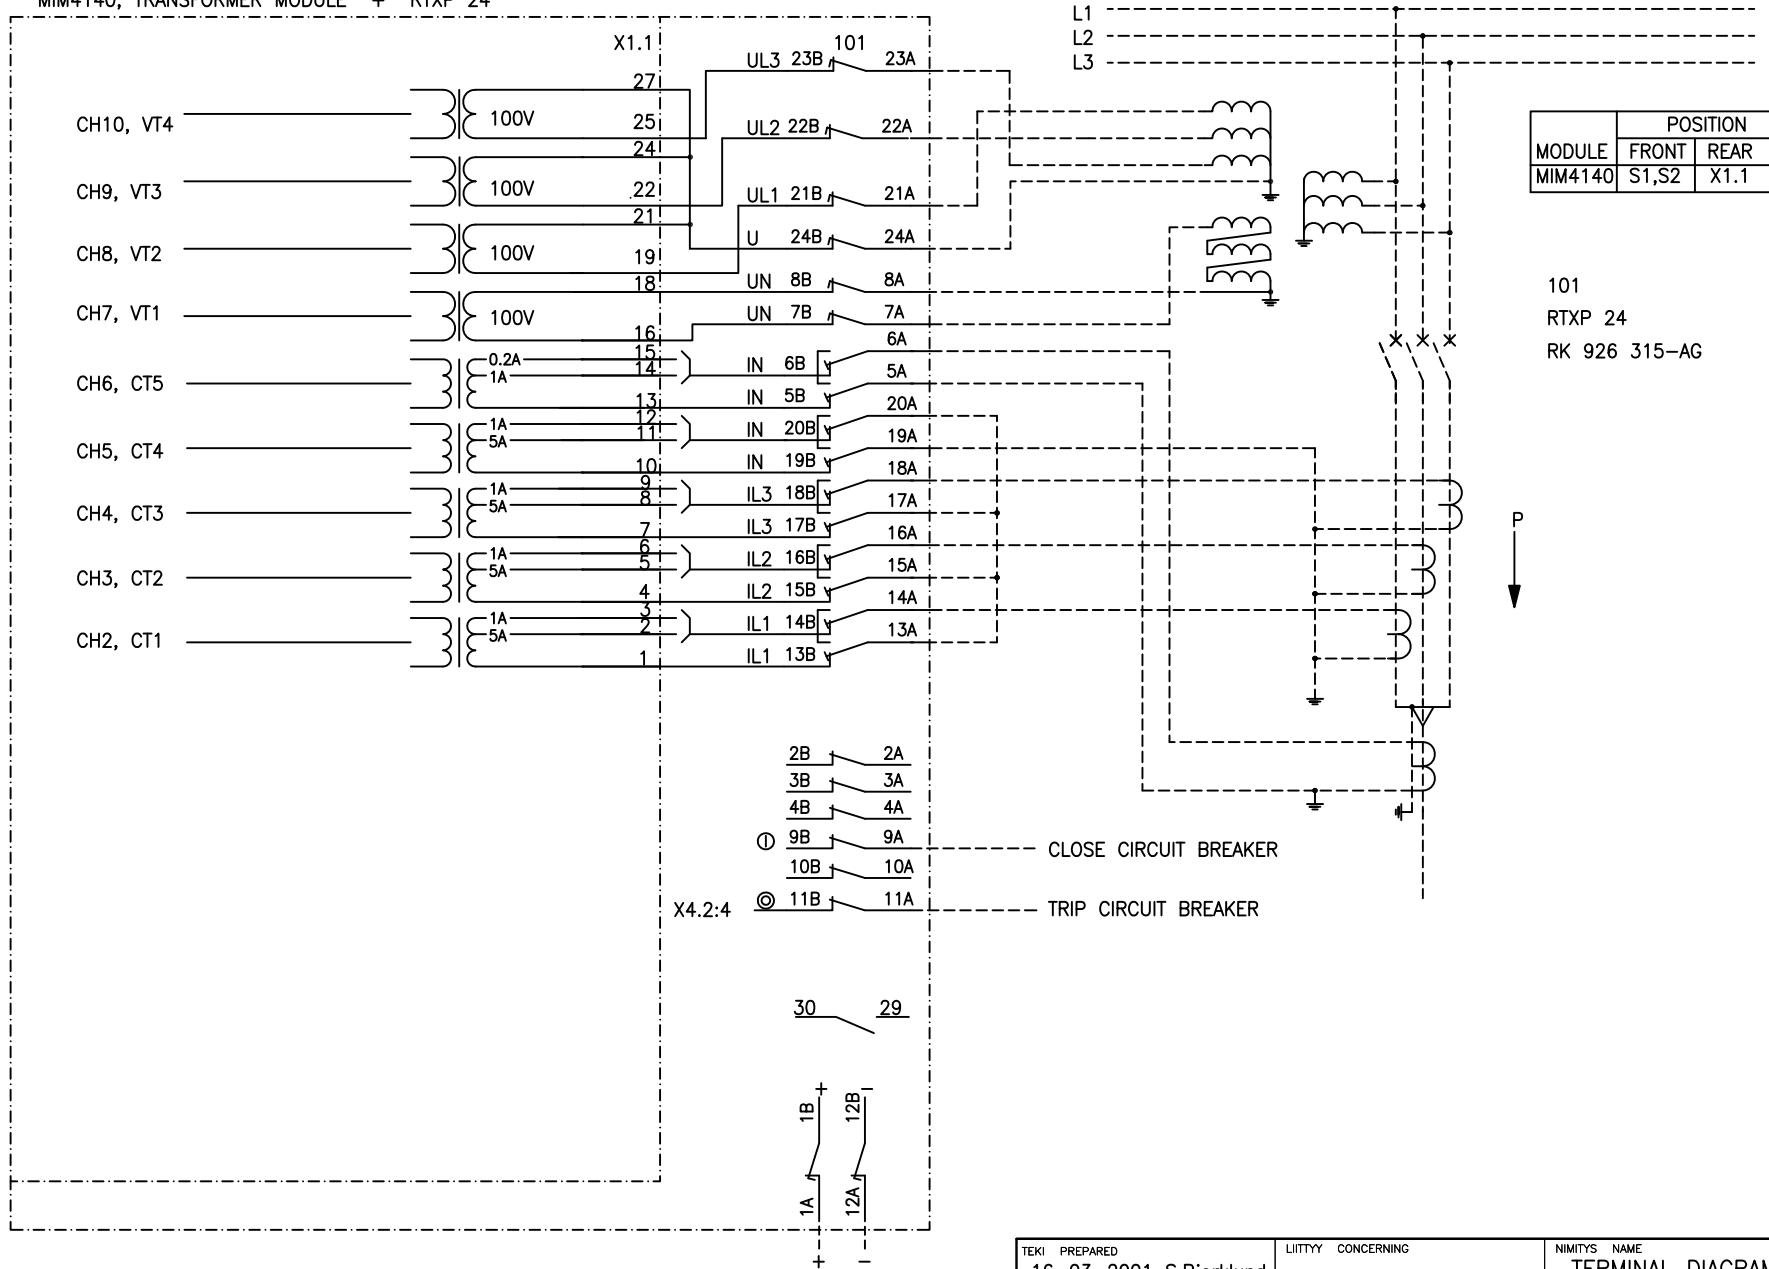 MIM4140, TRANSFORMER MODULE + RTXP 24
L1
L2
L3
X1.1
101
UL3 23B 23A
27
CH10, VT4
100V
25
UL2 22B 22A
24
CH9, VT3
100V
22
UL1 21B 21A
21
U 24B 24A
CH8, VT2
100V
19
18
UN 8B 8A
CH7, VT1
100V
UN 7B 7A
16
6A
15
0.2A
14
1A
IN 6B
5A
CH6, CT5
13
IN 5B
20A
12
1A
11
5A
IN 20B
19A
CH5, CT4
10
IN 19B
18A
9
1A
8
5A
IL3 18B
17A
CH4, CT3
7
IL3 17B
16A
6
1A
5
5A
IL2 16B
15A
CH3, CT2
4
IL2 15B
14A
3
1A
2
5A
IL1 14B
13A
CH2, CT1
1
IL1 13B
POSITION
MODULE FRONT REAR
MIM4140 S1,S2 X1.1
101
RTXP 24
RK 926 315-AG
P
2B 2A
3B 3A
4B 4A
9B 9A
CLOSE CIRCUIT BREAKER
10B 10A
X4.2:4
11B 11A
TRIP CIRCUIT BREAKER
30 29
+ -
1B 12B
1A 12A
+ -
TEKI PREPARED
16-03-2001 S.Bjorklund
LIITTYY CONCERNING
NIMITYS NAME
TERMINAL DIAGRAM